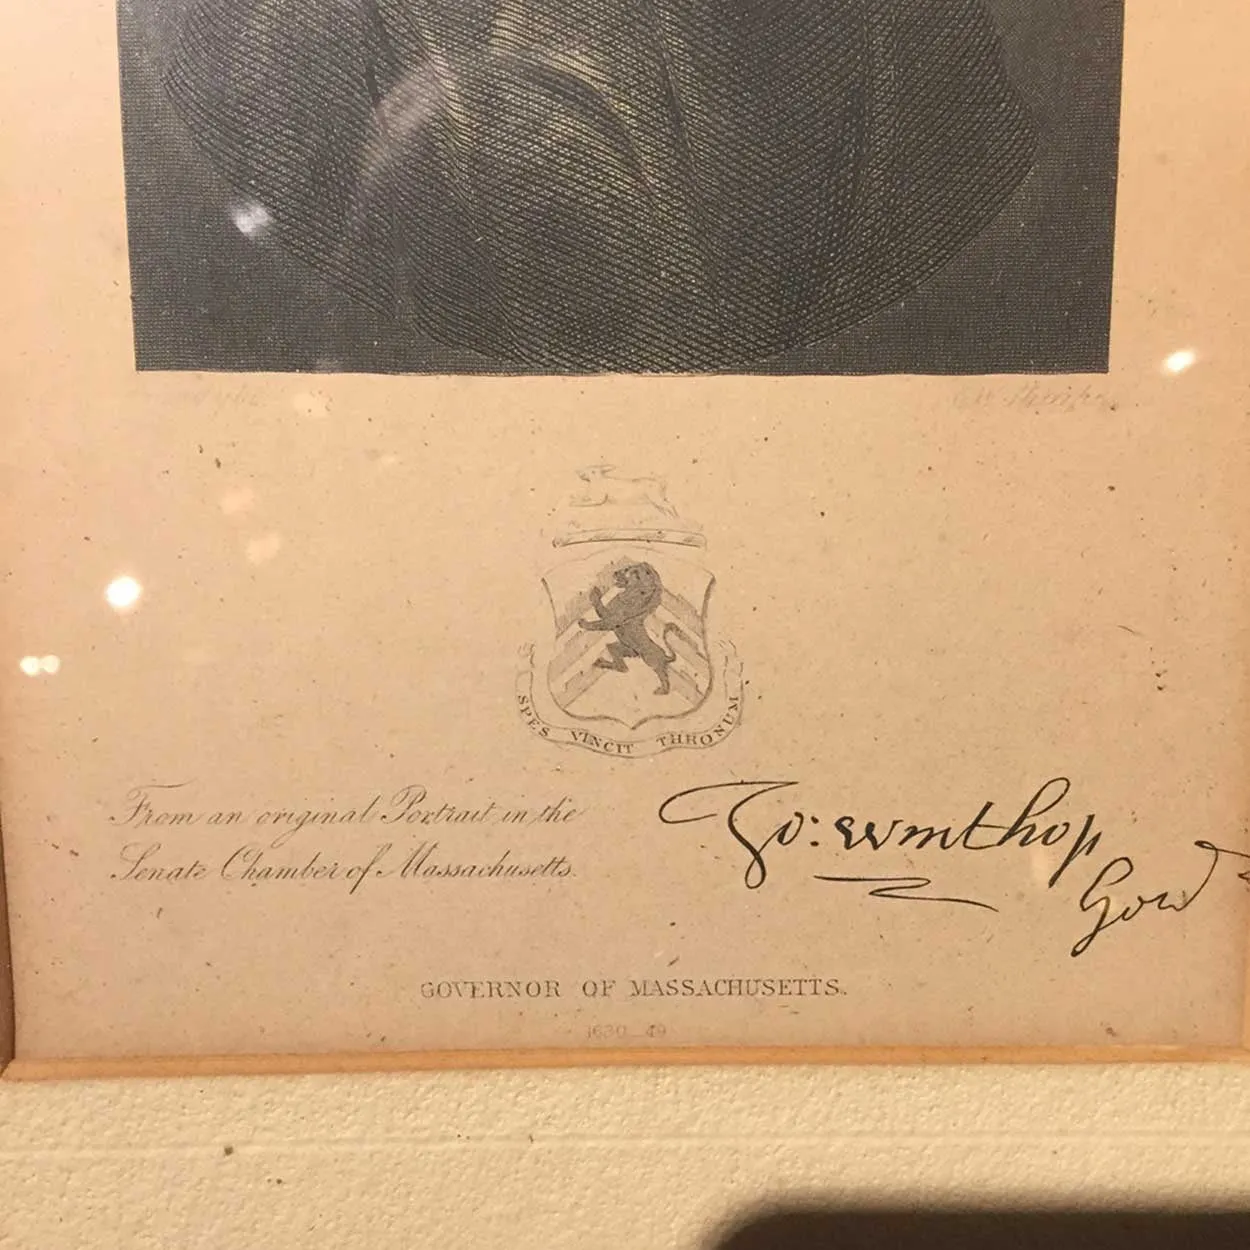 SPES VINCIT THRONUM
From an original Portrait in the
Senate Chamber of Massachusetts.
Jo: Winthop
Gov
GOVERNOR OF MASSACHUSETTS.
1630_49